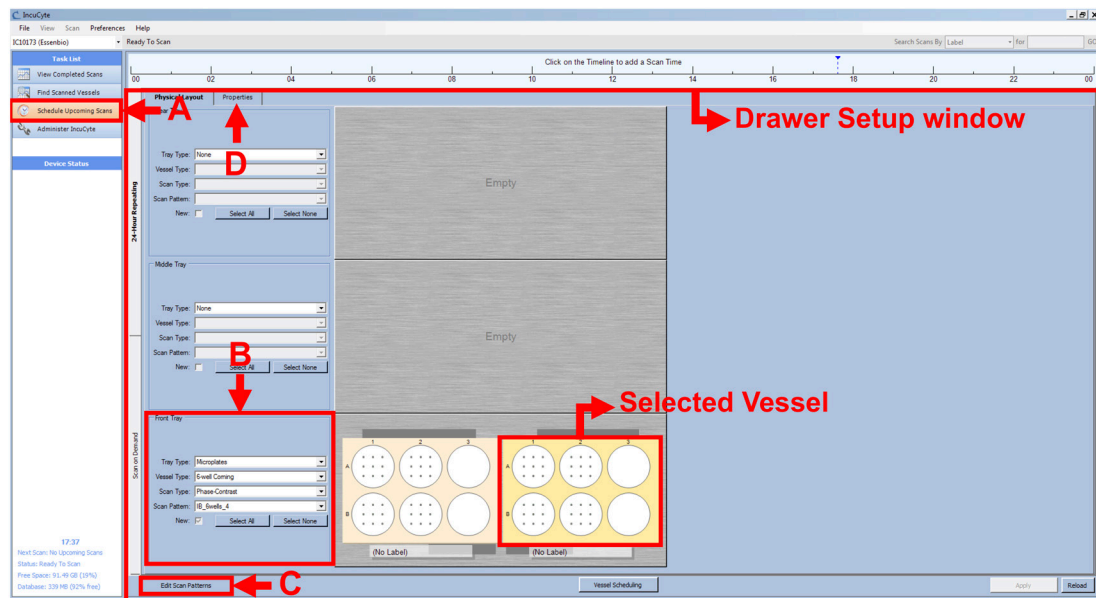 IncuCyte
File View Scan Preferences Help
IC10173 (Essenbio) Ready To Scan Search Scans By Label for GO
Task List
View Completed Scans
Find Scanned Vessels
Schedule Upcoming Scans
Administer IncuCyte
Device Status
Click on the Timeline to add a Scan Time
00 02 04 06 08 10 12 14 16 18 20 22 00
Physical Layout Properties
A
D
Drawer Setup window
24-Hour Repeating
Scan on Demand
Tray Type: None
Vessel Type:
Scan Type:
Scan Pattern:
New: Select All Select None
Empty
Middle Tray
Tray Type: None
Vessel Type:
Scan Type:
Scan Pattern:
New: Select All Select None
Empty
B
Selected Vessel
Front Tray
Tray Type: Microplates
Vessel Type: 6-well Corning
Scan Type: Phase-Contrast
Scan Pattern: IB_6wells_4
New: Select All Select None
1 2 3 1 2 3
A A
B B
(No Label) (No Label)
17:37
Next Scan: No Upcoming Scans
Status: Ready To Scan
Free Space: 91.49 GB (19%)
Database: 339 MB (92% free)
Edit Scan Patterns
C
Vessel Scheduling
Apply Reload